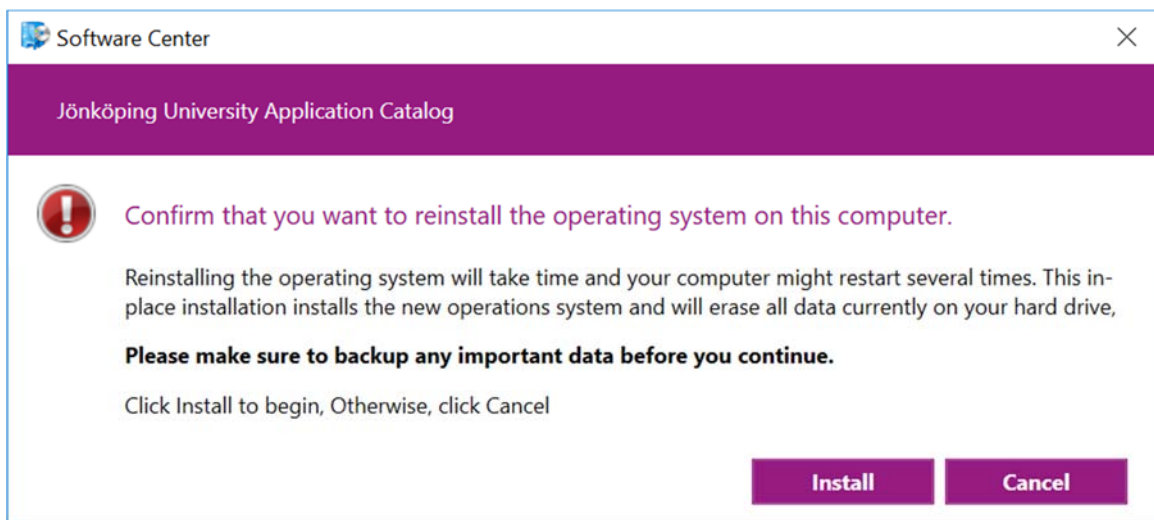 Software Center
Jönköping University Application Catalog
Confirm that you want to reinstall the operating system on this computer.
Reinstalling the operating system will take time and your computer might restart several times. This in-
place installation installs the new operations system and will erase all data currently on your hard drive,
Please make sure to backup any important data before you continue.
Click Install to begin, Otherwise, click Cancel
Install Cancel